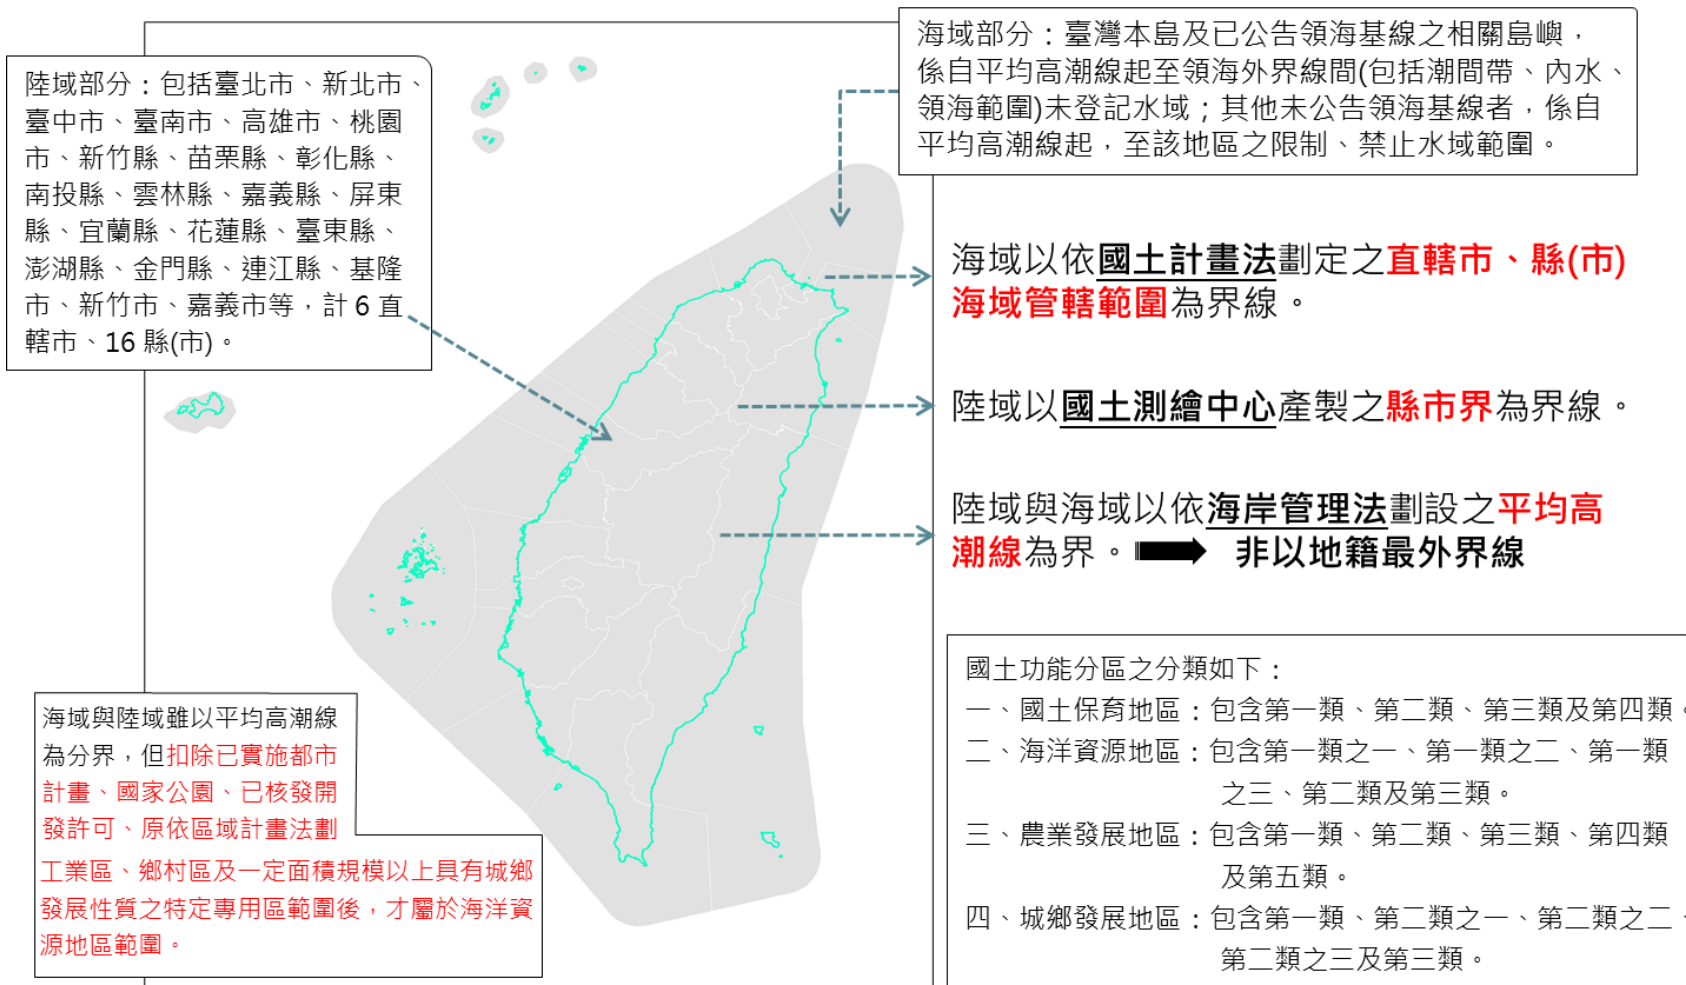 陸域部分：包括臺北市、新北市、
臺中市、臺南市、高雄市、桃園
市、新竹縣、苗栗縣、彰化縣、
南投縣、雲林縣、嘉義縣、屏東
縣、宜蘭縣、花蓮縣、臺東縣、
澎湖縣、金門縣、連江縣、基隆
市、新竹市、嘉義市等，計 6 直
轄市、16 縣(市)。
海域部分：臺灣本島及已公告領海基線之相關島嶼，
係自平均高潮線起至領海外界線間(包括潮間帶、內水、
領海範圍)未登記水域；其他未公告領海基線者，係自
平均高潮線起，至該地區之限制、禁止水域範圍。
海域以依國土計畫法劃定之直轄市、縣(市)
海域管轄範圍為界線。
陸域以國土測繪中心產製之縣市界為界線。
陸域與海域以依海岸管理法劃設之平均高
潮線為界。 非以地籍最外界線
海域與陸域雖以平均高潮線
為分界，但扣除已實施都市
計畫、國家公園、已核發開
發許可、原依區域計畫法劃
工業區、鄉村區及一定面積規模以上具有城鄉
發展性質之特定專用區範圍後，才屬於海洋資
源地區範圍。
國土功能分區之分類如下：
一、國土保育地區：包含第一類、第二類、第三類及第四類。
二、海洋資源地區：包含第一類之一、第一類之二、第一類
之三、第二類及第三類。
三、農業發展地區：包含第一類、第二類、第三類、第四類
及第五類。
四、城鄉發展地區：包含第一類、第二類之一、第二類之二、
第二類之三及第三類。